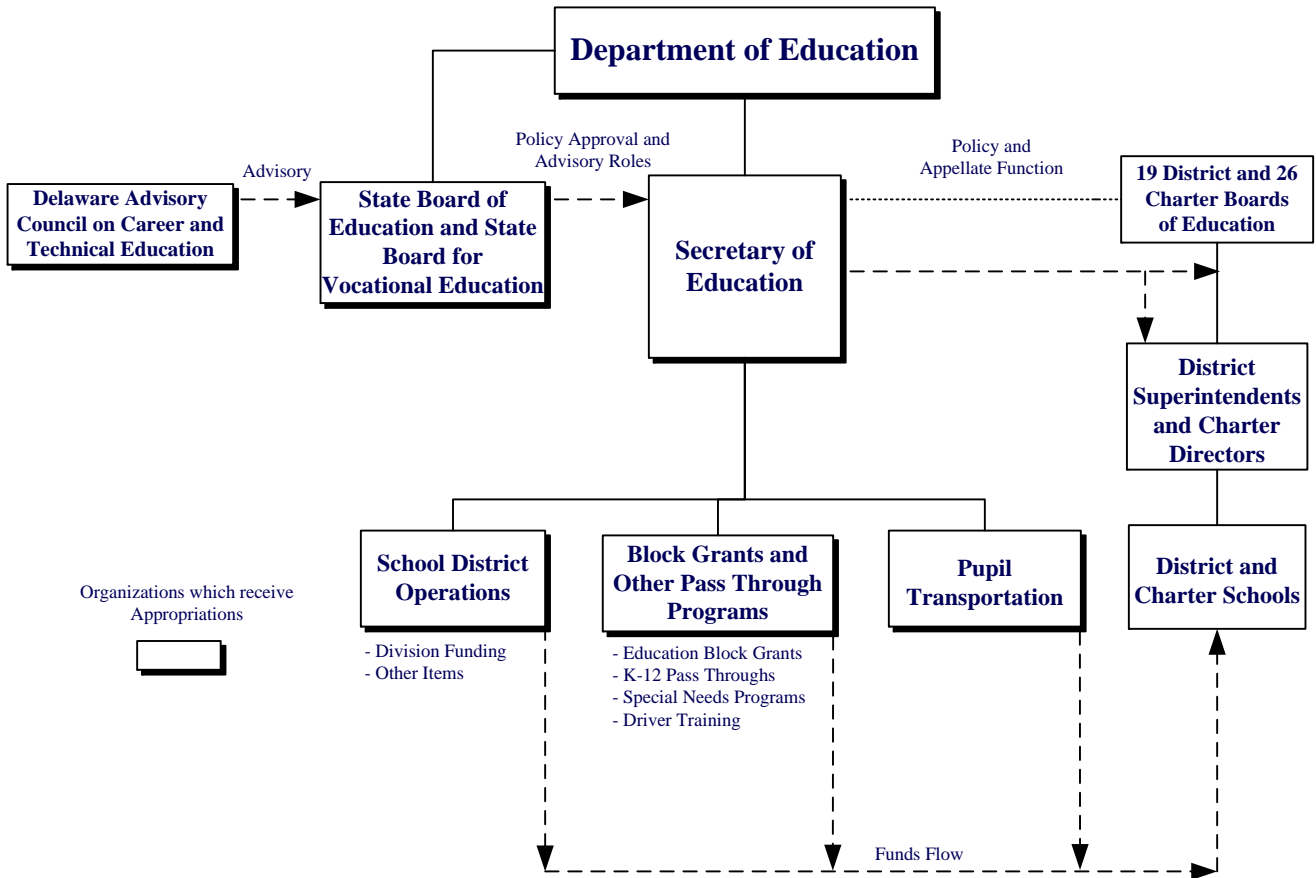 Department of Education
Advisory
Policy Approval and
Advisory Roles
Policy and
Appellate Function
Delaware Advisory
Council on Career and
Technical Education
State Board of
Education and State
Board for
Vocational Education
Secretary of
Education
19 District and 26
Charter Boards
of Education
District
Superintendents
and Charter
Directors
School District
Operations
Block Grants and
Other Pass Through
Programs
Pupil
Transportation
District and
Charter Schools
Organizations which receive
Appropriations
- Division Funding
- Other Items
- Education Block Grants
- K-12 Pass Throughs
- Special Needs Programs
- Driver Training
Funds Flow